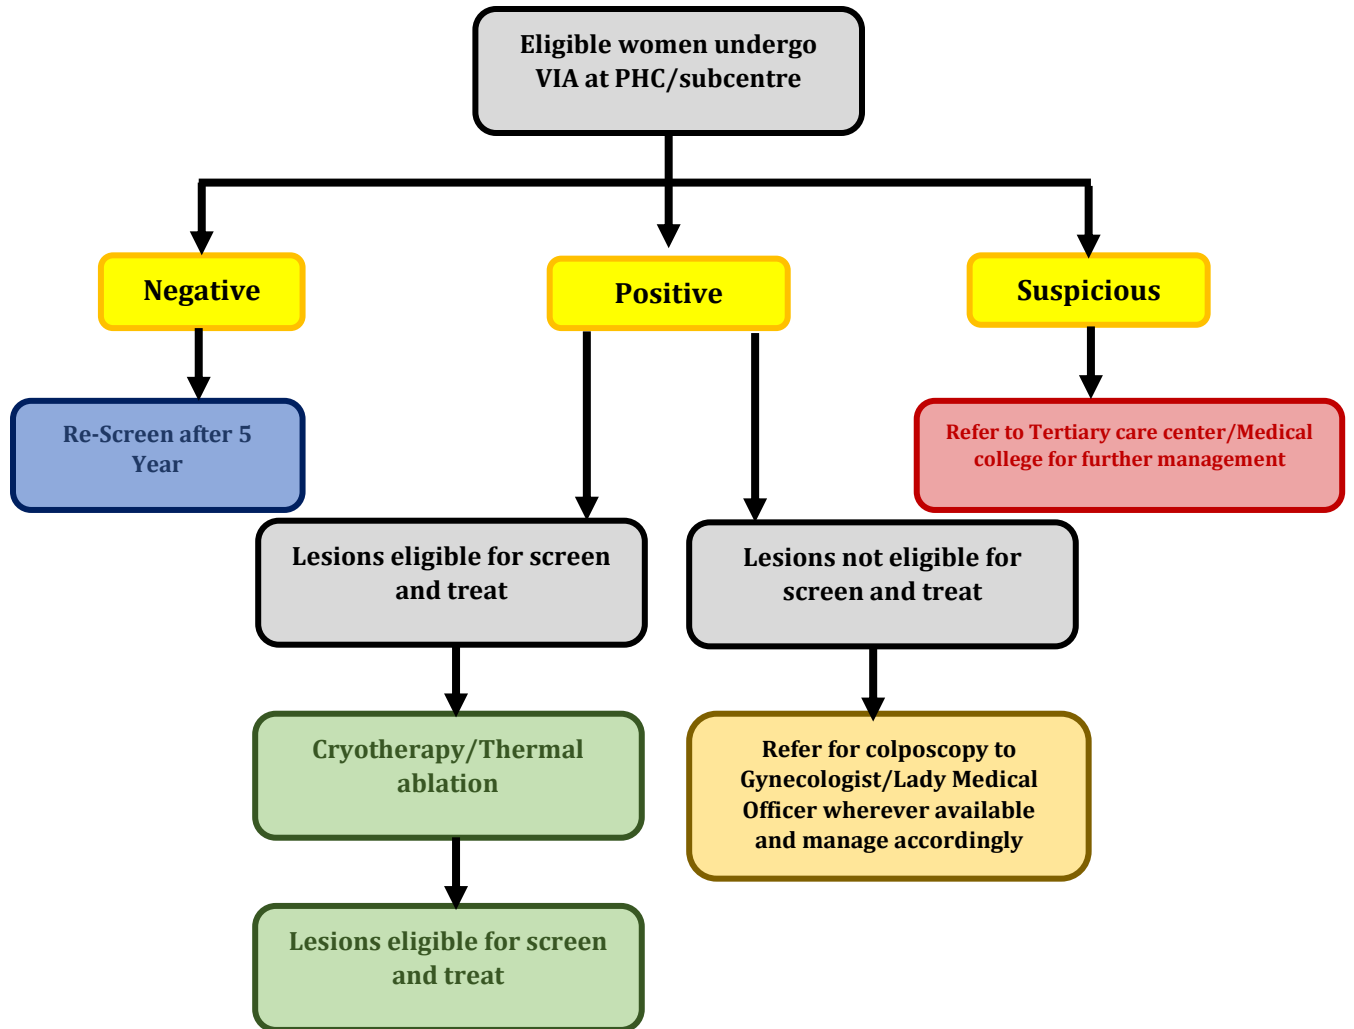 Eligible women undergo
VIA at PHC/subcentre
Negative
Positive
Suspicious
Re-Screen after 5
Year
Refer to Tertiary care center/Medical
college for further management
Lesions eligible for screen
and treat
Lesions not eligible for
screen and treat
Cryotherapy/Thermal
ablation
Refer for colposcopy to
Gynecologist/Lady Medical
Officer wherever available
and manage accordingly
Lesions eligible for screen
and treat